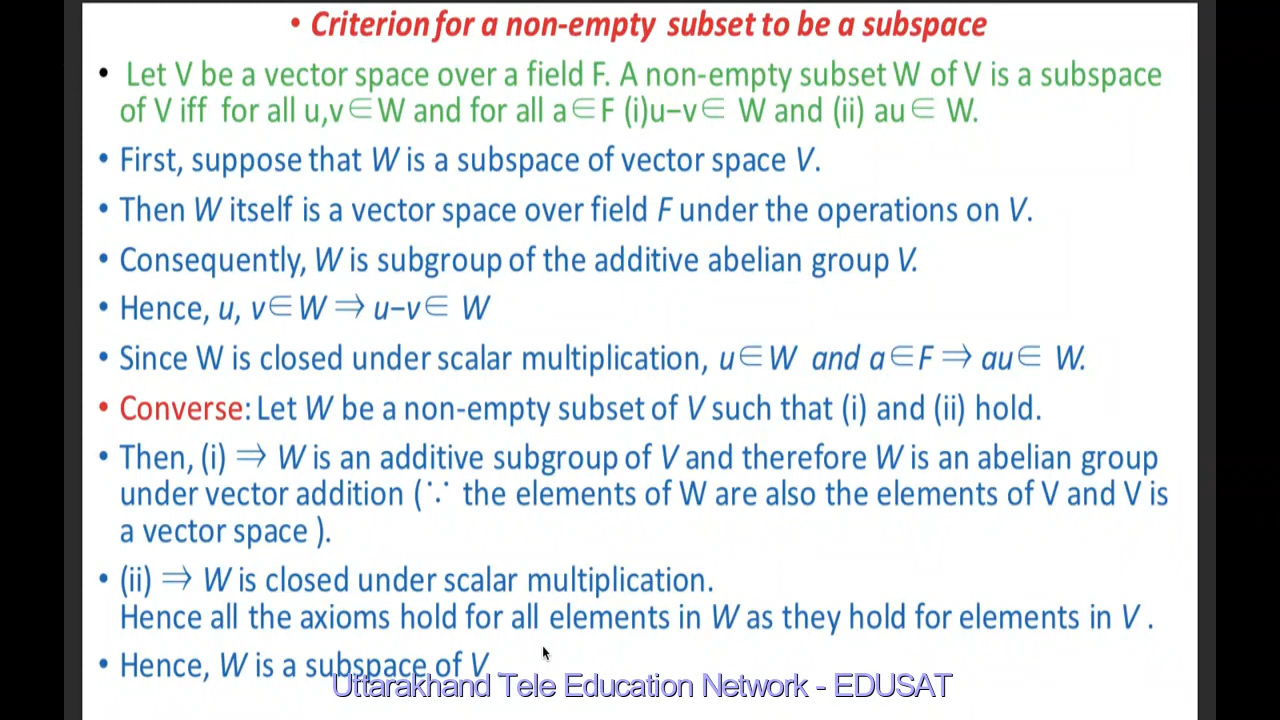 • Criterion for a non-empty subset to be a subspace
• Let V be a vector space over a field F. A non-empty subset W of V is a subspace
of V iff for all u,v∈W and for all a∈F (i)u−v∈ W and (ii) au∈ W.
• First, suppose that W is a subspace of vector space V.
• Then W itself is a vector space over field F under the operations on V.
• Consequently, W is subgroup of the additive abelian group V.
• Hence, u, v∈W ⇒ u−v∈ W
• Since W is closed under scalar multiplication, u∈W and a∈F ⇒ au∈ W.
• Converse: Let W be a non-empty subset of V such that (i) and (ii) hold.
• Then, (i) ⇒ W is an additive subgroup of V and therefore W is an abelian group
under vector addition (∵ the elements of W are also the elements of V and V is
a vector space ).
• (ii) ⇒ W is closed under scalar multiplication.
Hence all the axioms hold for all elements in W as they hold for elements in V .
• Hence, W is a subspace of V
Uttarakhand Tele Education Network - EDUSAT